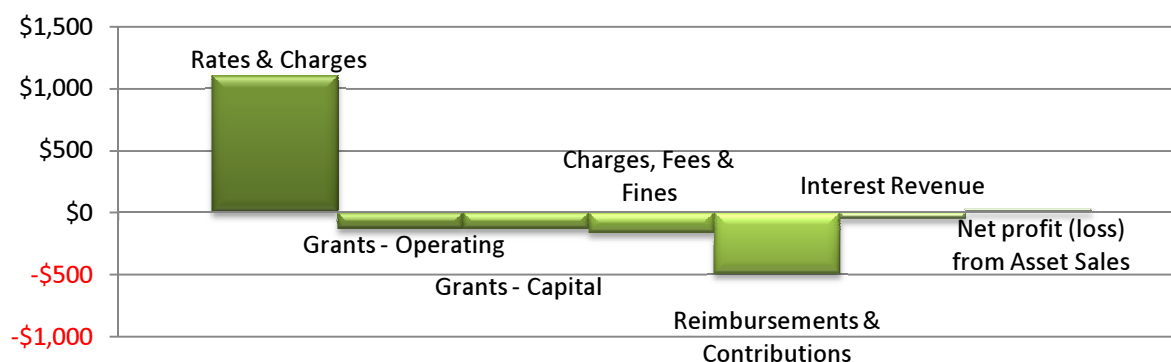 $1,500
$1,000
$500
$0
-$500
-$1,000
Rates & Charges
Grants - Operating
Grants - Capital
Charges, Fees &
Fines
Reimbursements &
Contributions
Interest Revenue
Net profit (loss)
from Asset Sales